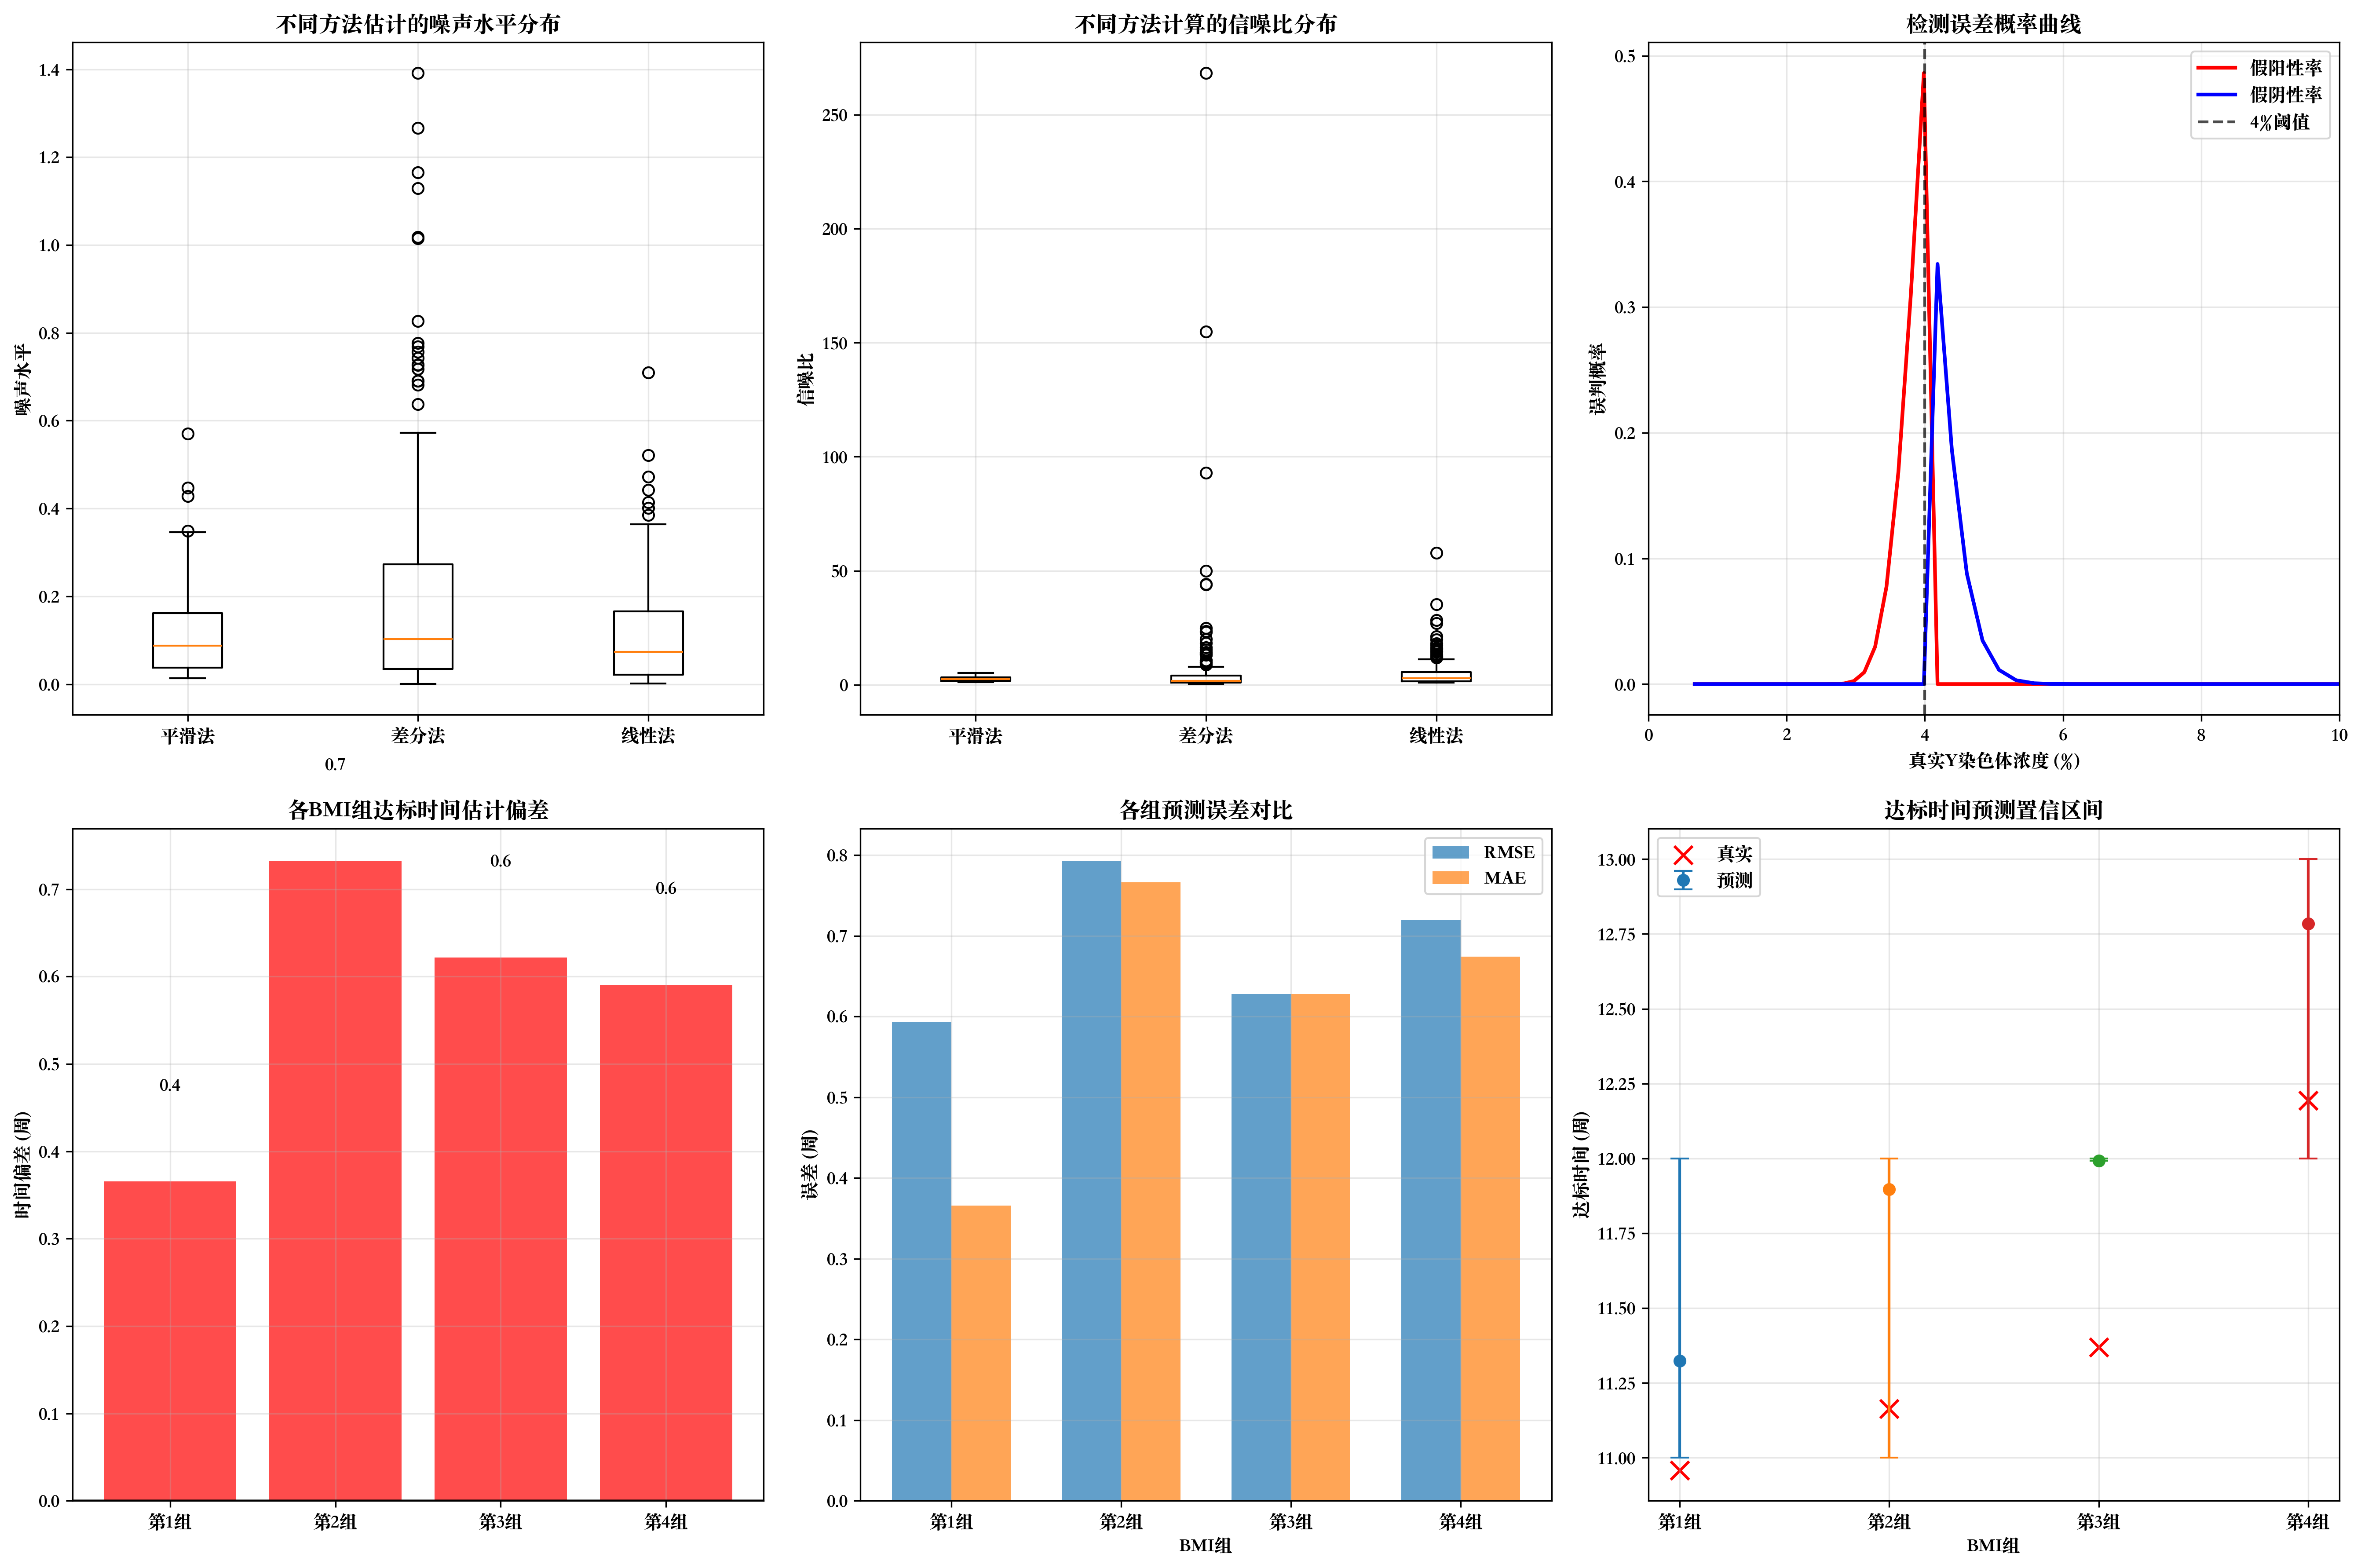 不同方法估计的噪声水平分布
噪声水平
1.4
1.2
1.0
0.8
0.6
0.4
0.2
0.0
平滑法 差分法 线性法
不同方法计算的信噪比分布
信噪比
250
200
150
100
50
0
平滑法 差分法 线性法
检测误差概率曲线
误判概率
0.5
0.4
0.3
0.2
0.1
0.0
假阳性率
假阴性率
4%阈值
0 2 4 6 8 10
真实Y染色体浓度 (%)
0.7
各BMI组达标时间估计偏差
时间偏差 (周)
0.7
0.6
0.5
0.4
0.3
0.2
0.1
0.0
0.4
0.6
0.6
第1组 第2组 第3组 第4组
各组预测误差对比
误差 (周)
0.8
0.7
0.6
0.5
0.4
0.3
0.2
0.1
0.0
RMSE
MAE
第1组 第2组 第3组 第4组
BMI组
达标时间预测置信区间
达标时间 (周)
13.00
12.75
12.50
12.25
12.00
11.75
11.50
11.25
11.00
真实
预测
第1组 第2组 第3组 第4组
BMI组